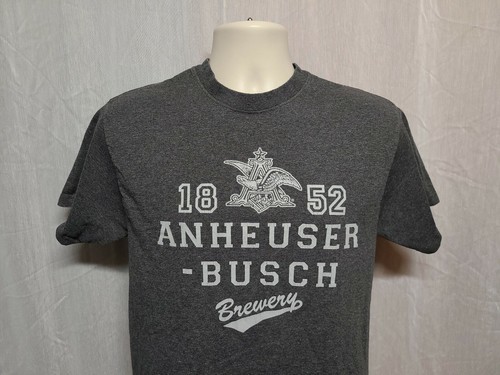 18 52
ANHEUSER
-BUSCH
Brewery